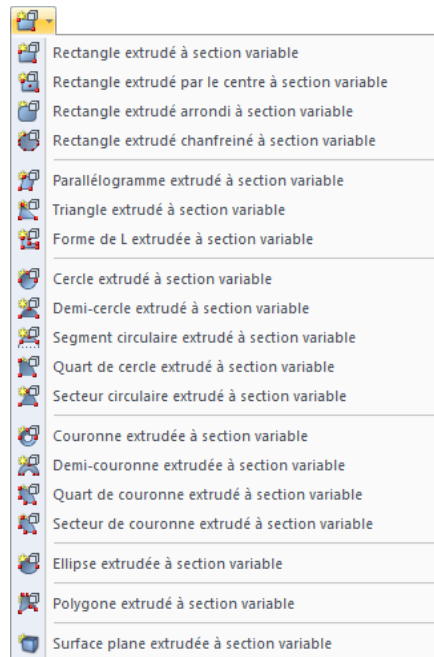 Rectangle extrudé à section variable
Rectangle extrudé par le centre à section variable
Rectangle extrudé arrondi à section variable
Rectangle extrudé chanfreiné à section variable
Parallélogramme extrudé à section variable
Triangle extrudé à section variable
Forme de L extrudée à section variable
Cercle extrudé à section variable
Demi-cercle extrudé à section variable
Segment circulaire extrudé à section variable
Quart de cercle extrudé à section variable
Secteur circulaire extrudé à section variable
Couronne extrudée à section variable
Demi-couronne extrudée à section variable
Quart de couronne extrudé à section variable
Secteur de couronne extrudé à section variable
Ellipse extrudée à section variable
Polygone extrudé à section variable
Surface plane extrudée à section variable